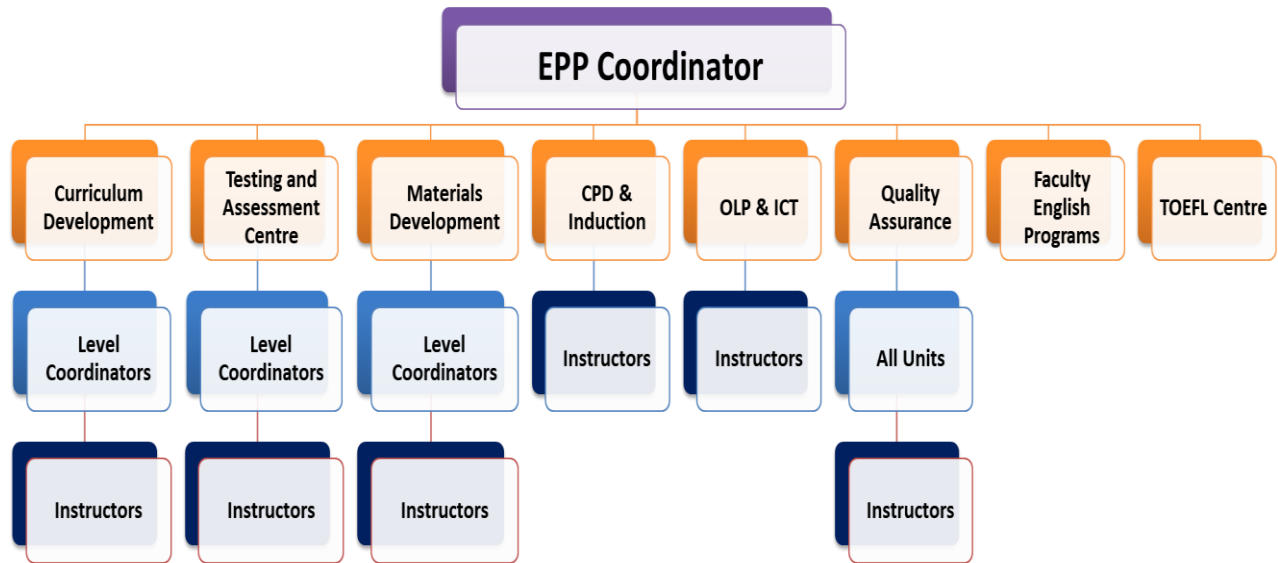 EPP Coordinator
Curriculum
Development
Testing and
Assessment
Centre
Materials
Development
CPD &
Induction
OLP & ICT
Quality
Assurance
Faculty
English
Programs
TOEFL Centre
Level
Coordinators
Level
Coordinators
Level
Coordinators
Instructors
Instructors
All Units
Instructors
Instructors
Instructors
Instructors